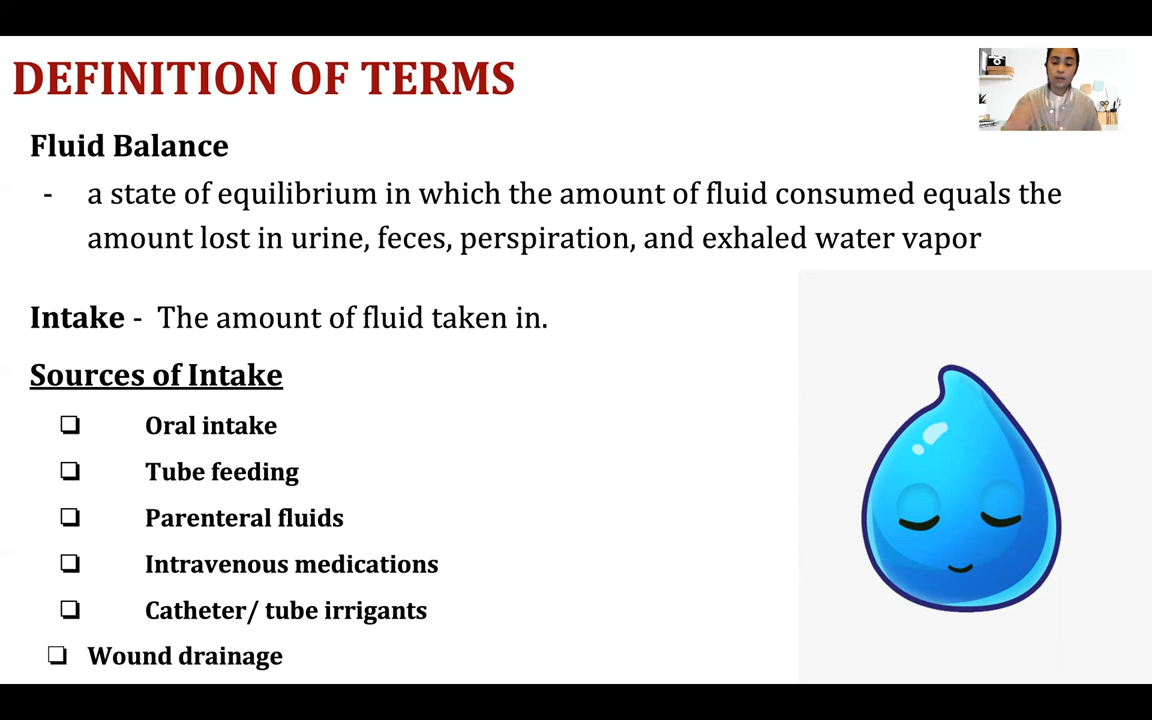 DEFINITION OF TERMS
Fluid Balance
- a state of equilibrium in which the amount of fluid consumed equals the
amount lost in urine, feces, perspiration, and exhaled water vapor
Intake - The amount of fluid taken in.
Sources of Intake
❑ Oral intake
❑ Tube feeding
❑ Parenteral fluids
❑ Intravenous medications
❑ Catheter/ tube irrigants
❑ Wound drainage